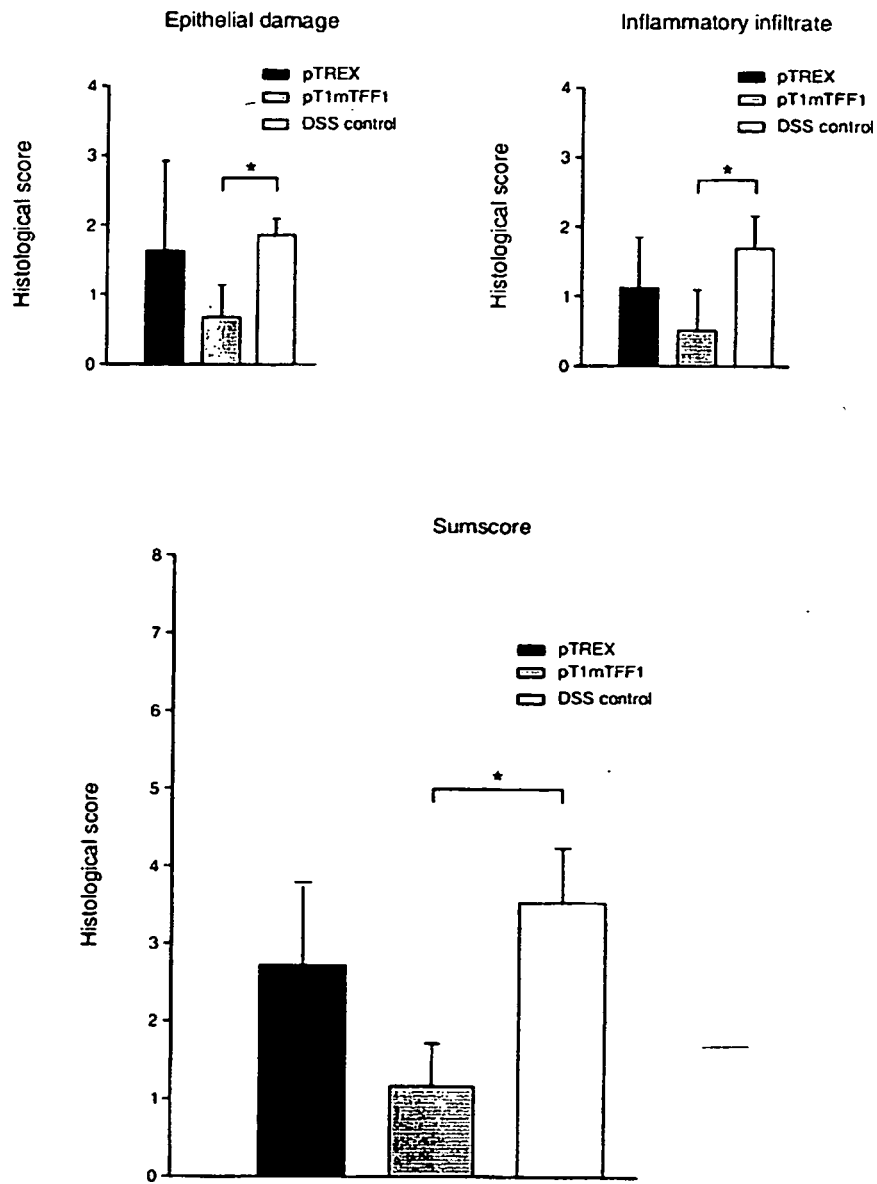 Epithelial damage
pTREX
pT1mTFF1
DSS control
4
3
2
1
0
Histological score
*
Inflammatory infiltrate
pTREX
pT1mTFF1
DSS control
4
3
2
1
0
Histological score
*
Sumscore
pTREX
pT1mTFF1
DSS control
8
7
6
5
4
3
2
1
0
Histological score
*